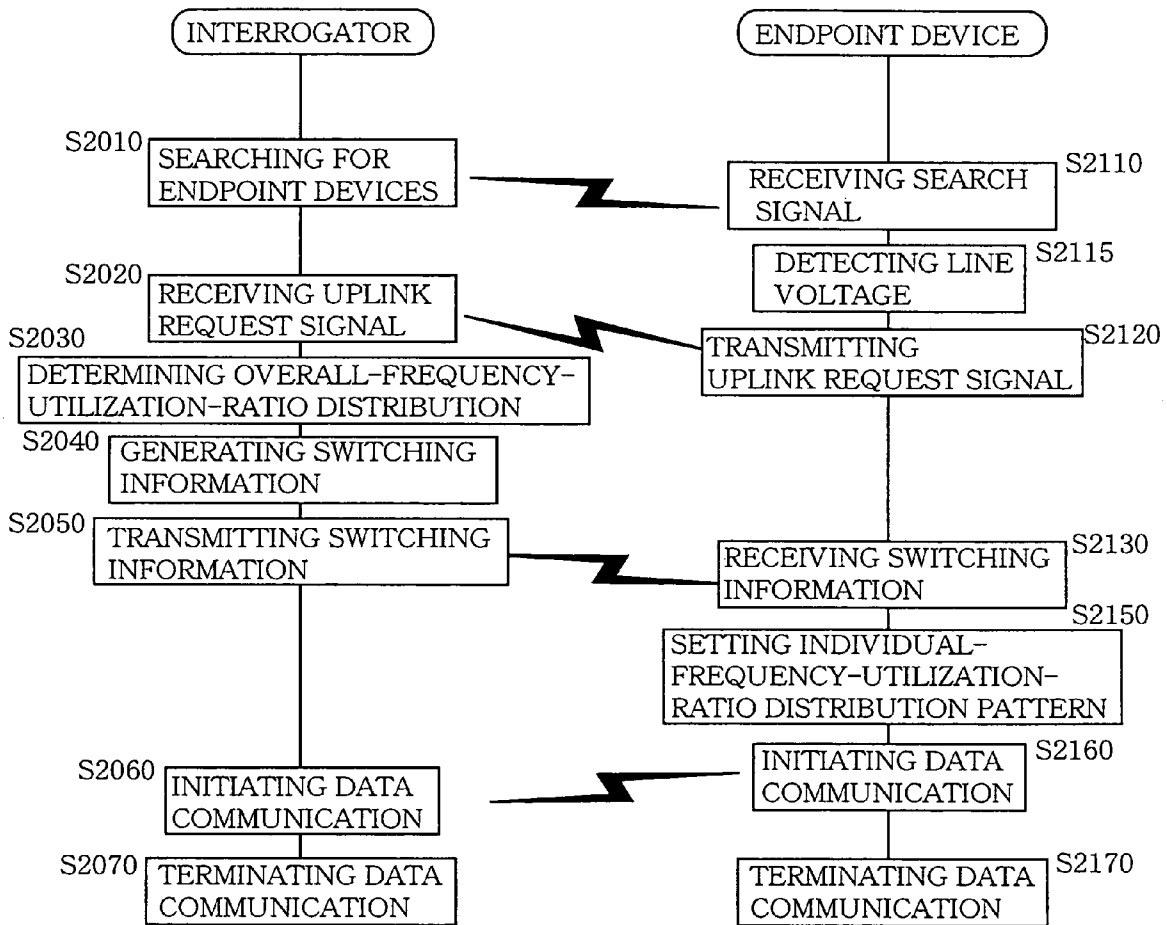 INTERROGATOR
ENDPOINT DEVICE
S2010
SEARCHING FOR
ENDPOINT DEVICES
S2110
RECEIVING SEARCH
SIGNAL
S2115
DETECTING LINE
VOLTAGE
S2020
RECEIVING UPLINK
REQUEST SIGNAL
S2120
TRANSMITTING
UPLINK REQUEST SIGNAL
S2030
DETERMINING OVERALL-FREQUENCY-
UTILIZATION-RATIO DISTRIBUTION
S2040
GENERATING SWITCHING
INFORMATION
S2050
TRANSMITTING SWITCHING
INFORMATION
S2130
RECEIVING SWITCHING
INFORMATION
S2150
SETTING INDIVIDUAL-
FREQUENCY-UTILIZATION-
RATIO DISTRIBUTION PATTERN
S2060
INITIATING DATA
COMMUNICATION
S2160
INITIATING DATA
COMMUNICATION
S2070
TERMINATING DATA
COMMUNICATION
S2170
TERMINATING DATA
COMMUNICATION